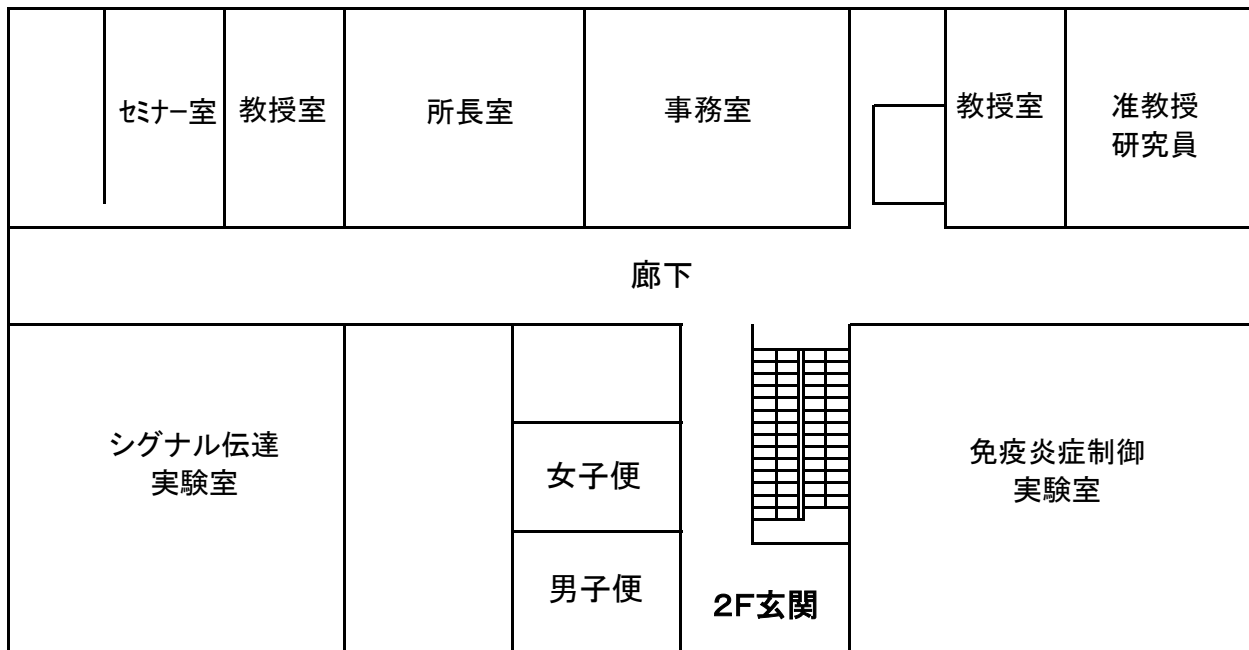 セミナー室
教授室
所長室
事務室
教授室
准教授
研究員
廊下
シグナル伝達
実験室
女子便
男子便
2F玄関
免疫炎症制御
実験室